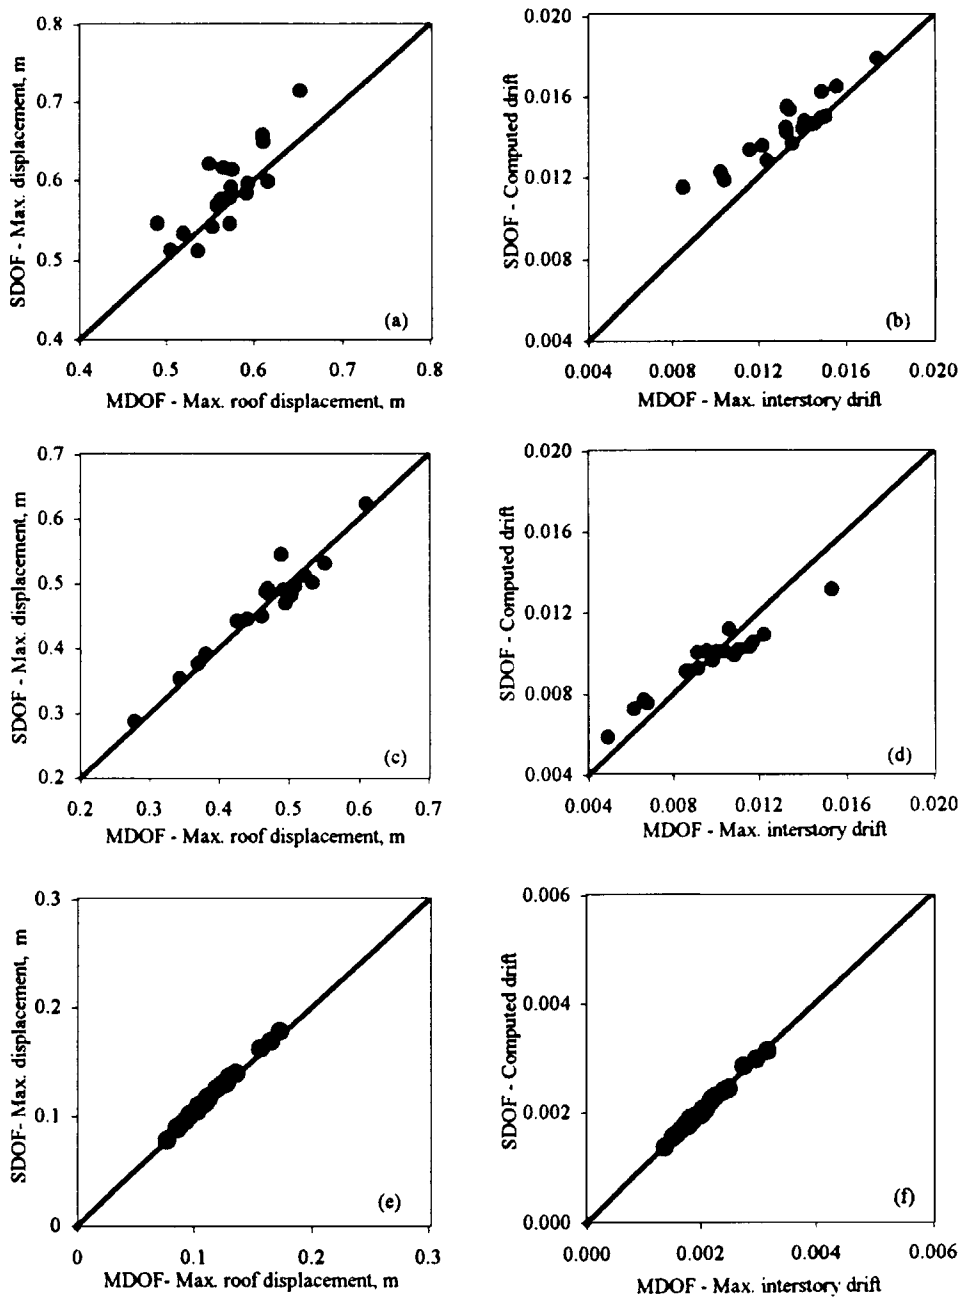 0.8
0.7
0.6
0.5
0.4
SDOF - Max. displacement, m
(a)
0.4 0.5 0.6 0.7 0.8
MDOF - Max. roof displacement, m
0.020
0.016
0.012
0.008
0.004
SDOF - Computed drift
(b)
0.004 0.008 0.012 0.016 0.020
MDOF - Max. interstory drift
0.7
0.6
0.5
0.4
0.3
0.2
SDOF - Max. displacement, m
(c)
0.2 0.3 0.4 0.5 0.6 0.7
MDOF - Max. roof displacement, m
0.020
0.016
0.012
0.008
0.004
SDOF - Computed drift
(d)
0.004 0.008 0.012 0.016 0.020
MDOF - Max. interstory drift
0.3
0.2
0.1
0
SDOF- Max. displacement, m
(e)
0 0.1 0.2 0.3
MDOF- Max. roof displacement, m
0.006
0.004
0.002
0.000
SDOF - Computed drift
(f)
0.000 0.002 0.004 0.006
MDOF - Max. interstory drift